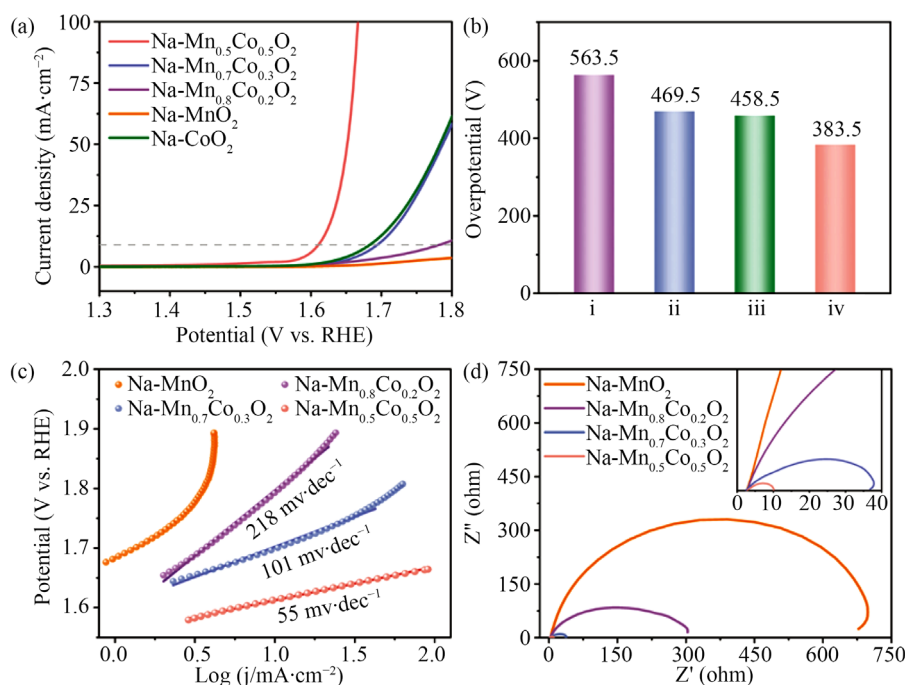 (a)
Na-Mn₀.₅Co₀.₅O₂
Na-Mn₀.₇Co₀.₃O₂
Na-Mn₀.₈Co₀.₂O₂
Na-MnO₂
Na-CoO₂
Current density (mA·cm⁻²)
100
75
50
25
0
1.3 1.4 1.5 1.6 1.7 1.8
Potential (V vs. RHE)
(b)
Overpotential (V)
600
400
200
0
563.5
469.5
458.5
383.5
i ii iii iv
(c)
Na-MnO₂
Na-Mn₀.₈Co₀.₂O₂
Na-Mn₀.₇Co₀.₃O₂
Na-Mn₀.₅Co₀.₅O₂
Potential (V vs. RHE)
2.0
1.9
1.8
1.7
1.6
218 mv·dec⁻¹
101 mv·dec⁻¹
55 mv·dec⁻¹
0.0 0.5 1.0 1.5 2.0
Log (j/mA·cm⁻²)
(d)
Na-MnO₂
Na-Mn₀.₈Co₀.₂O₂
Na-Mn₀.₇Co₀.₃O₂
Na-Mn₀.₅Co₀.₅O₂
Z" (ohm)
750
600
450
300
150
0
0 10 20 30 40
0 150 300 450 600 750
Z' (ohm)